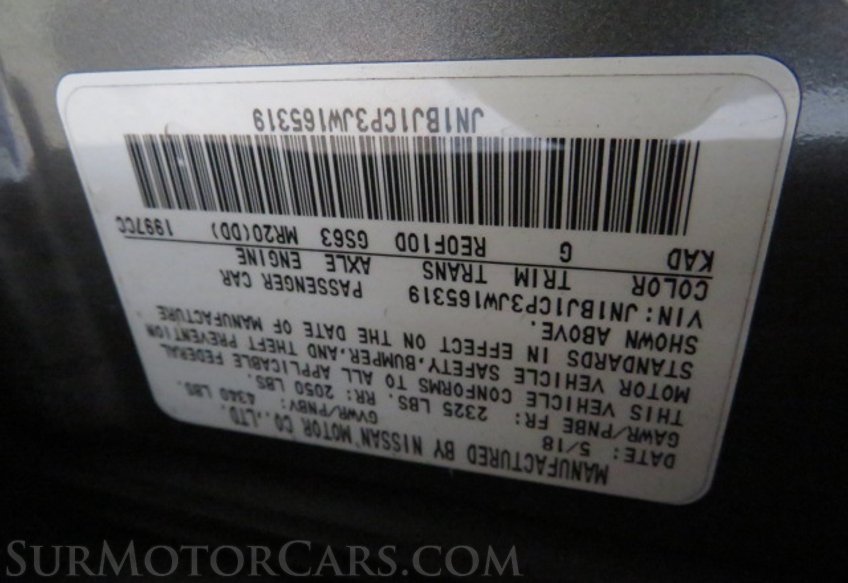 MANUFACTURED BY NISSAN MOTOR CO., LTD.
DATE: 5/18 GVWR/PNBV: 4340 LBS.
GAWR/PNBE FR: 2325 LBS. RR: 2050 LBS.
THIS VEHICLE CONFORMS TO ALL APPLICABLE FEDERAL
MOTOR VEHICLE SAFETY, BUMPER, AND THEFT PREVENTION
STANDARDS IN EFFECT ON THE DATE OF MANUFACTURE
SHOWN ABOVE.
VIN: JN1BJ1CP3JW165319 PASSENGER CAR
COLOR TRIM TRANS AXLE ENGINE
KAD G RE0F10D GS63 MR20(DD) 1997CC
JN1BJ1CP3JW165319
SURMOTORCARS.COM